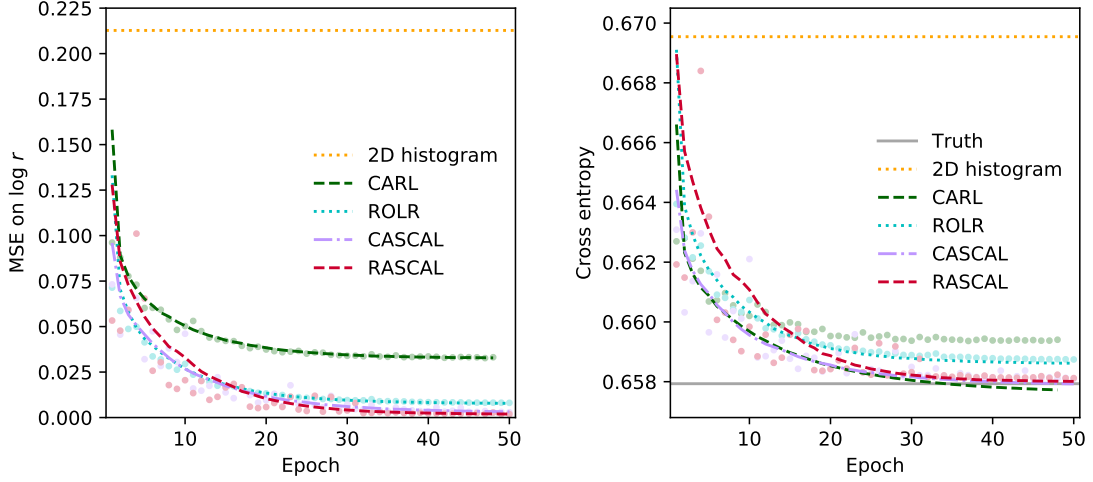 0.225
0.200
0.175
0.150
0.125
0.100
0.075
0.050
0.025
0.000
MSE on log r
10
20
30
40
50
Epoch
2D histogram
CARL
ROLR
CASCAL
RASCAL
0.670
0.668
0.666
0.664
0.662
0.660
0.658
Cross entropy
10
20
30
40
50
Epoch
Truth
2D histogram
CARL
ROLR
CASCAL
RASCAL